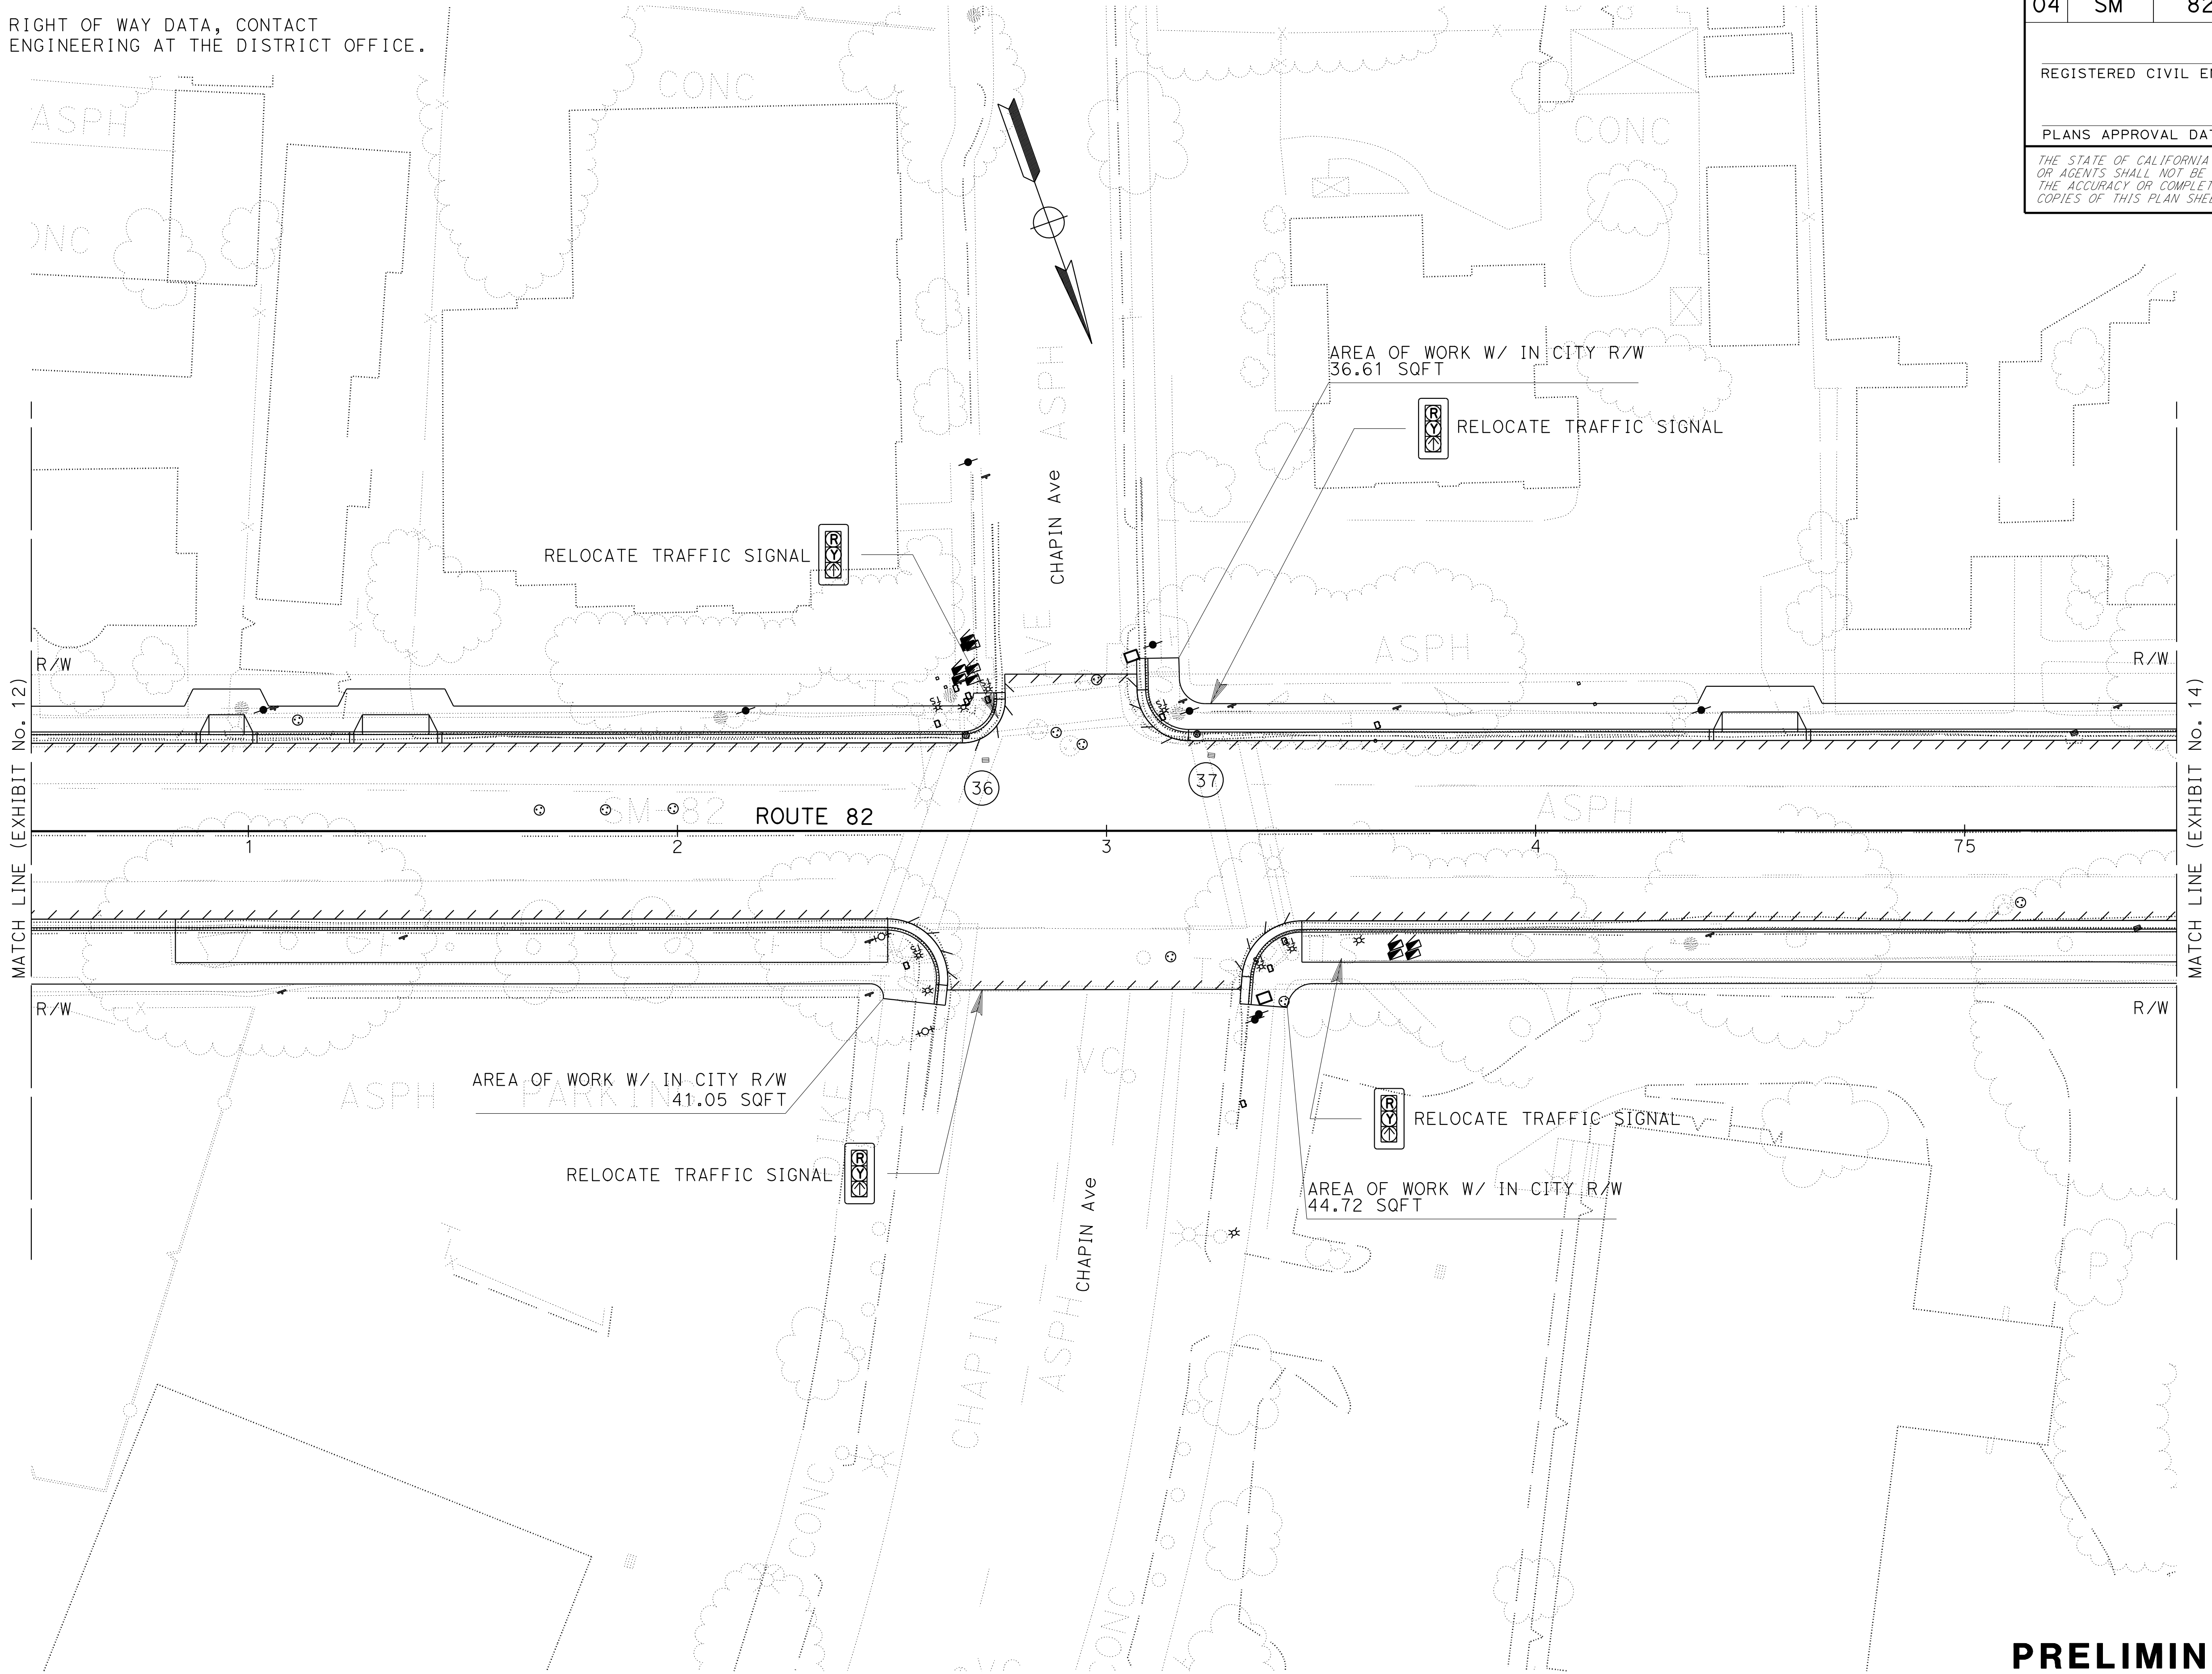 RIGHT OF WAY DATA, CONTACT
ENGINEERING AT THE DISTRICT OFFICE.
04 SM 82
REGISTERED CIVIL
PLANS APPROVAL
THE STATE OF CALIFORNIA
OR AGENTS SHALL NOT BE
THE ACCURACY OR
COPIES OF THIS PLAN
CONC
ASPH
CONC
ASPH
AREA OF WORK W/ IN CITY R/W
36.61 SQFT
R
Y
RELOCATE TRAFFIC SIGNAL
CHAPIN Ave
RELOCATE TRAFFIC SIGNAL
R
Y
AVE
ASPH
R/W
R/W
MATCH LINE (EXHIBIT No. 12)
MATCH LINE (EXHIBIT No. 14)
36
37
SM 82
ROUTE 82
ASPH
1
2
3
4
75
R/W
R/W
AREA OF WORK W/ IN CITY R/W
41.05 SQFT
ASPH PARKING
R
Y
RELOCATE TRAFFIC SIGNAL
RELOCATE TRAFFIC SIGNAL
R
Y
AREA OF WORK W/ IN CITY R/W
44.72 SQFT
CHAPIN Ave
P
CHAPIN
ASPH
CONC